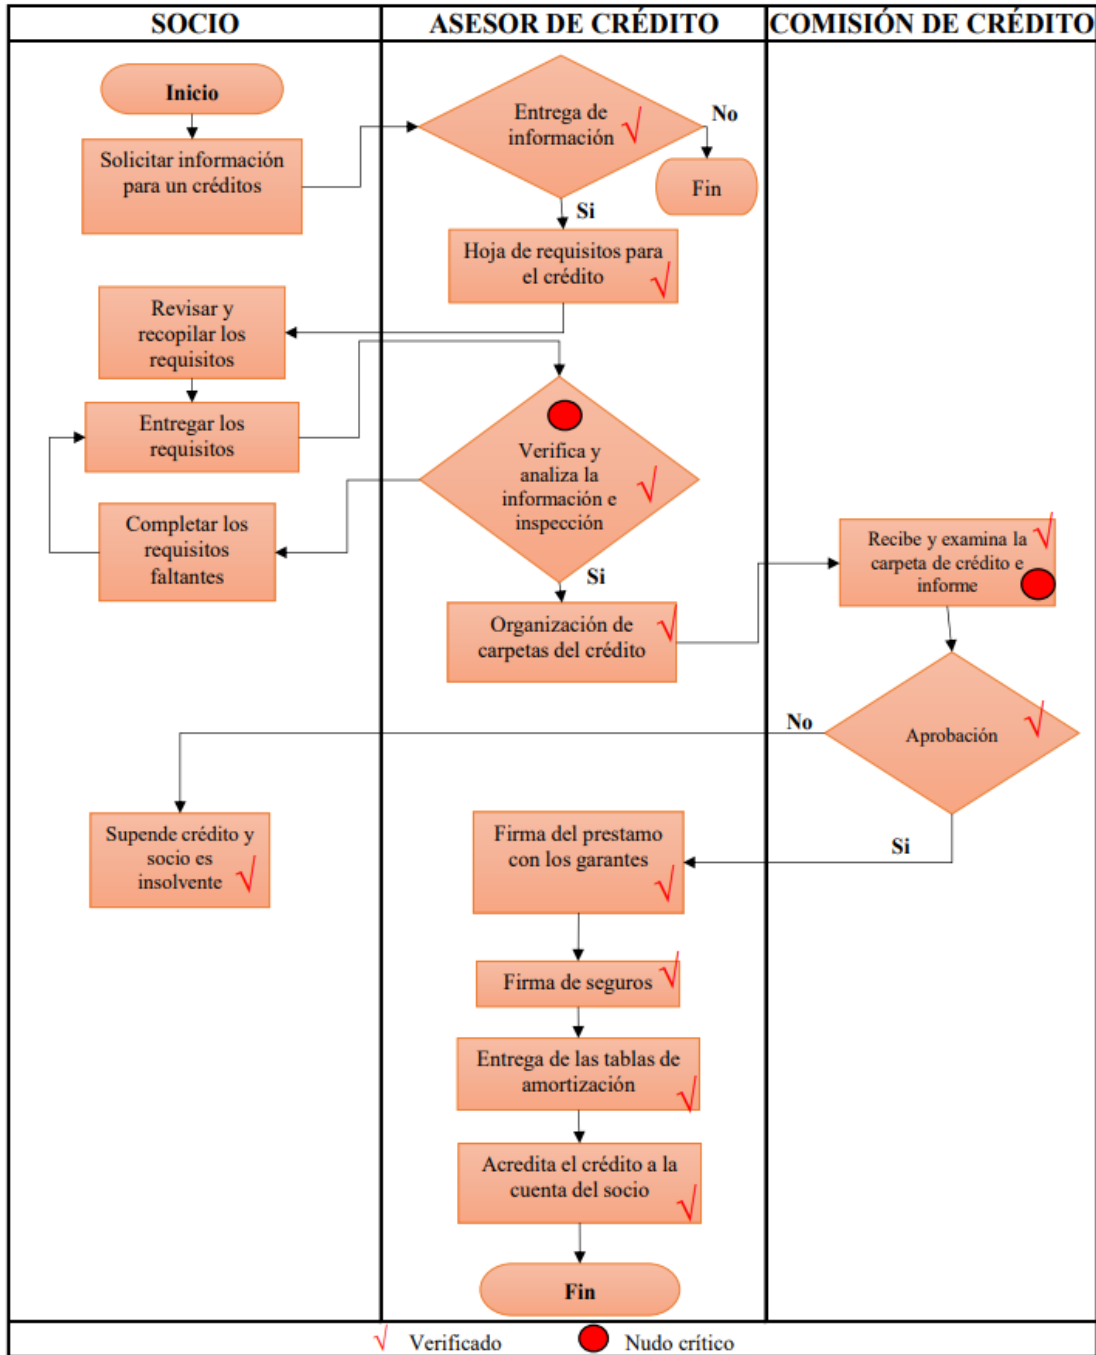 SOCIO
ASESOR DE CRÉDITO
COMISIÓN DE CRÉDITO
Inicio
Solicitar información
para un créditos
Entrega de
información
No
Fin
Si
Hoja de requisitos para
el crédito
Revisar y
recopilar los
requisitos
Entregar los
requisitos
Verifica y
analiza la
información e
inspección
Completar los
requisitos
faltantes
Si
Organización de
carpetas del crédito
Recibe y examina la
carpeta de crédito e
informe
Aprobación
No
Supende crédito y
socio es
insolvente
Si
Firma del prestamo
con los garantes
Firma de seguros
Entrega de las tablas de
amortización
Acredita el crédito a la
cuenta del socio
Fin
√ Verificado
Nudo crítico